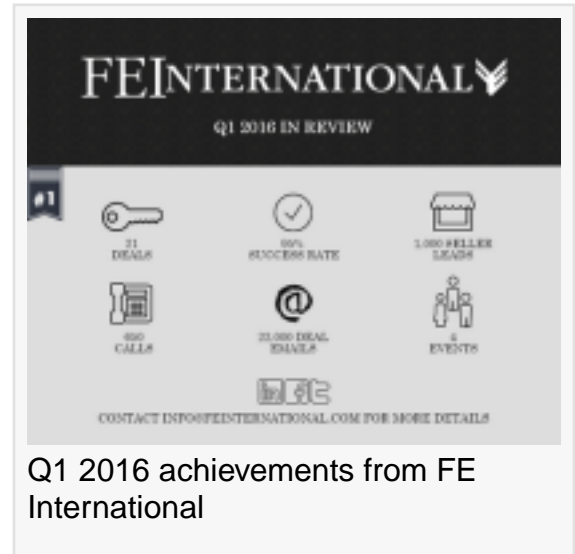 FEINTERNATIONAL
Q1 2016 IN REVIEW
#1
DEALS
SUCCESS RATE
SELLER
LEADS
CALLS
DEAL
EMAILS
EVENTS
CONTACT INFO@FEINTERNATIONAL.COM FOR MORE DETAILS
Q1 2016 achievements from FE
International